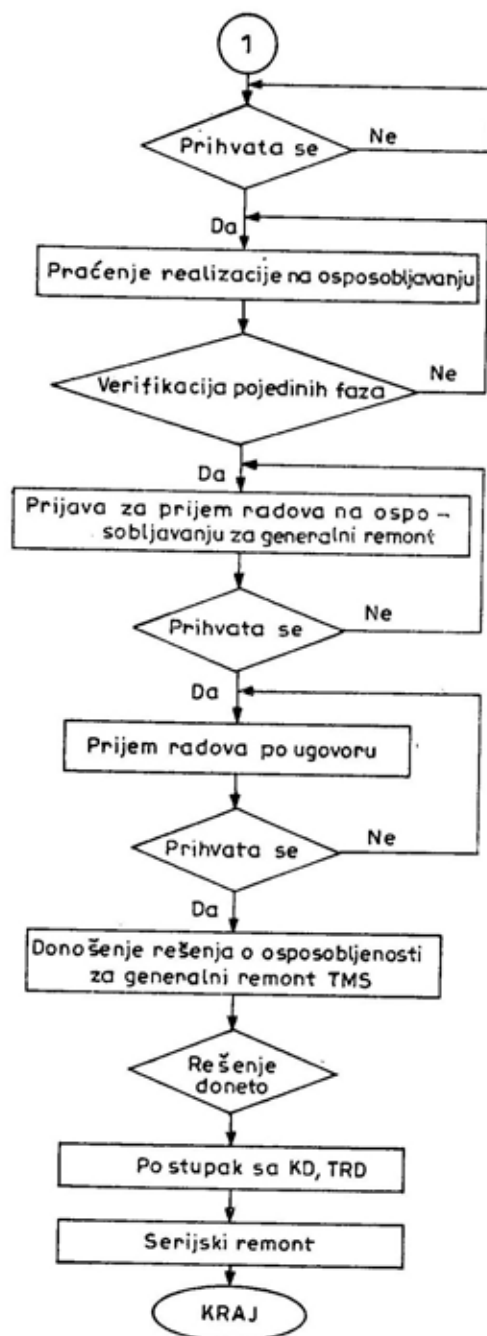 1
Prihvata se
Ne
Da
Praćenje realizacije na osposobljavanju
Verifikacija pojedinih faza
Ne
Da
Prijava za prijem radova na ospo-
sobljavanju za generalni remont
Prihvata se
Ne
Da
Prijem radova po ugovoru
Prihvata se
Ne
Da
Donošenje rešenja o osposobljenosti
za generalni remont TMS
Rešenje
doneto
Postupak sa KD, TRD
Serijski remont
KRAJ